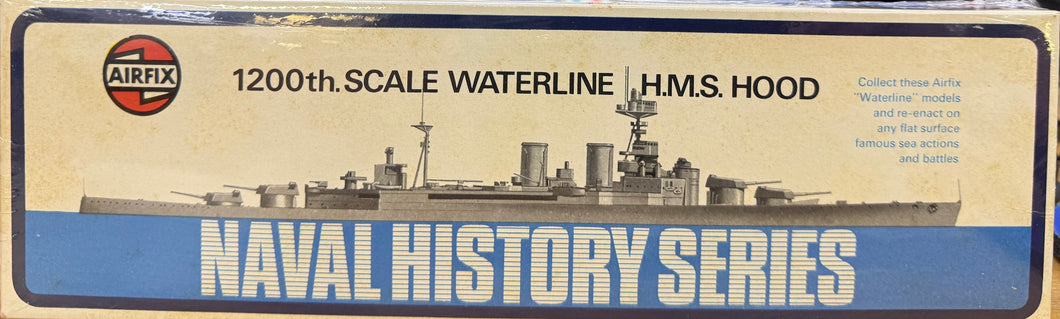 AIRFIX
1200th. SCALE WATERLINE H.M.S. HOOD
Collect these Airfix
"Waterline" models
and re-enact on
any flat surface
famous sea actions
and battles
NAVAL HISTORY SERIES